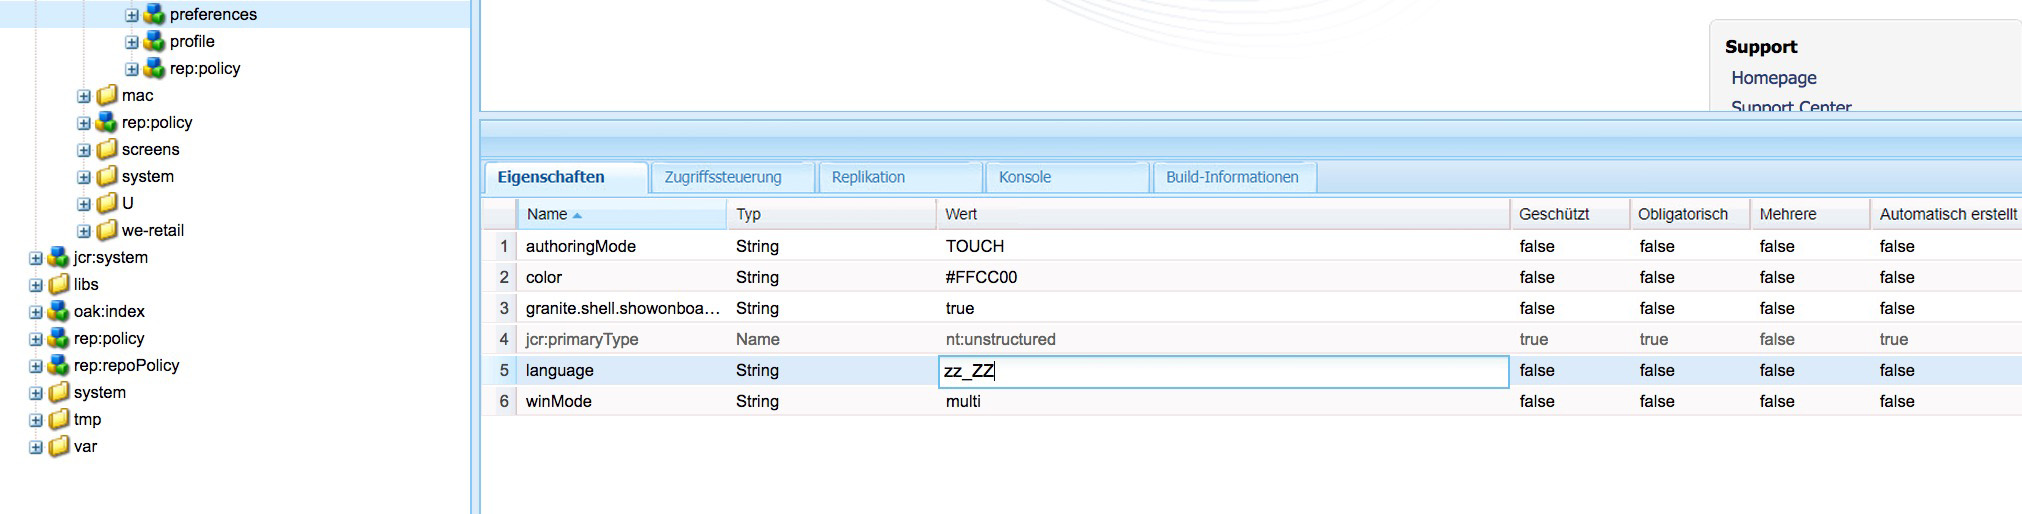 preferences
profile
rep:policy
mac
rep:policy
screens
system
U
we-retail
jcr:system
libs
oak:index
rep:policy
rep:repoPolicy
system
tmp
var
Support
Homepage
Support Center
Eigenschaften Zugriffssteuerung Replikation Konsole Build-Informationen
Name Typ Wert Geschützt Obligatorisch Mehrere Automatisch erstellt
1 authoringMode String TOUCH false false false false
2 color String #FFCC00 false false false false
3 granite.shell.showonboa... String true false false false false
4 jcr:primaryType Name nt:unstructured true true false true
5 language String zz_ZZ false false false false
6 winMode String multi false false false false